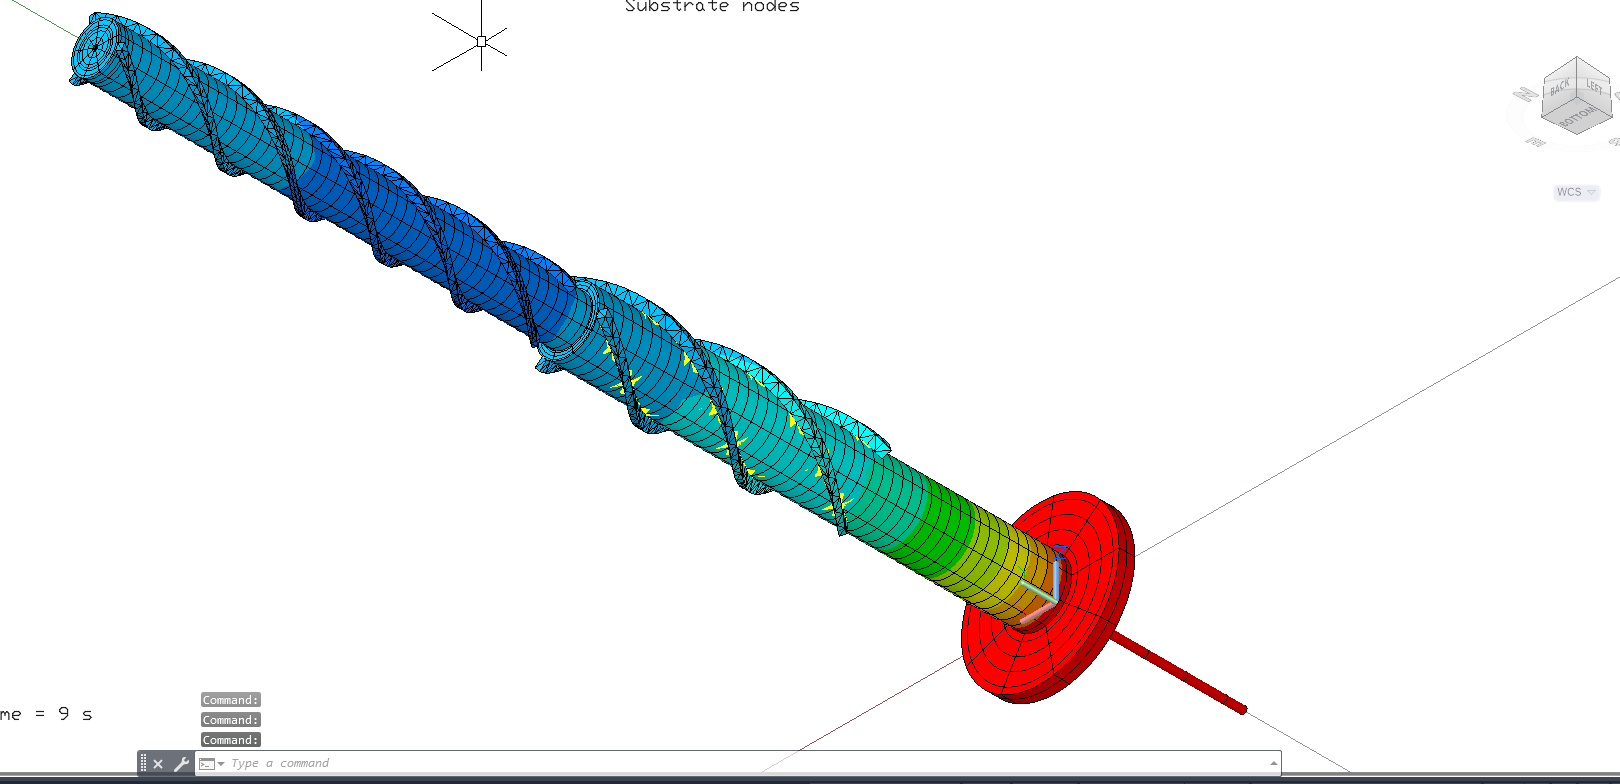 Substrate nodes
BACK
LEFT
BOTTOM
N
E
WCS
me = 9 s
Command:
Command:
Command:
Type a command